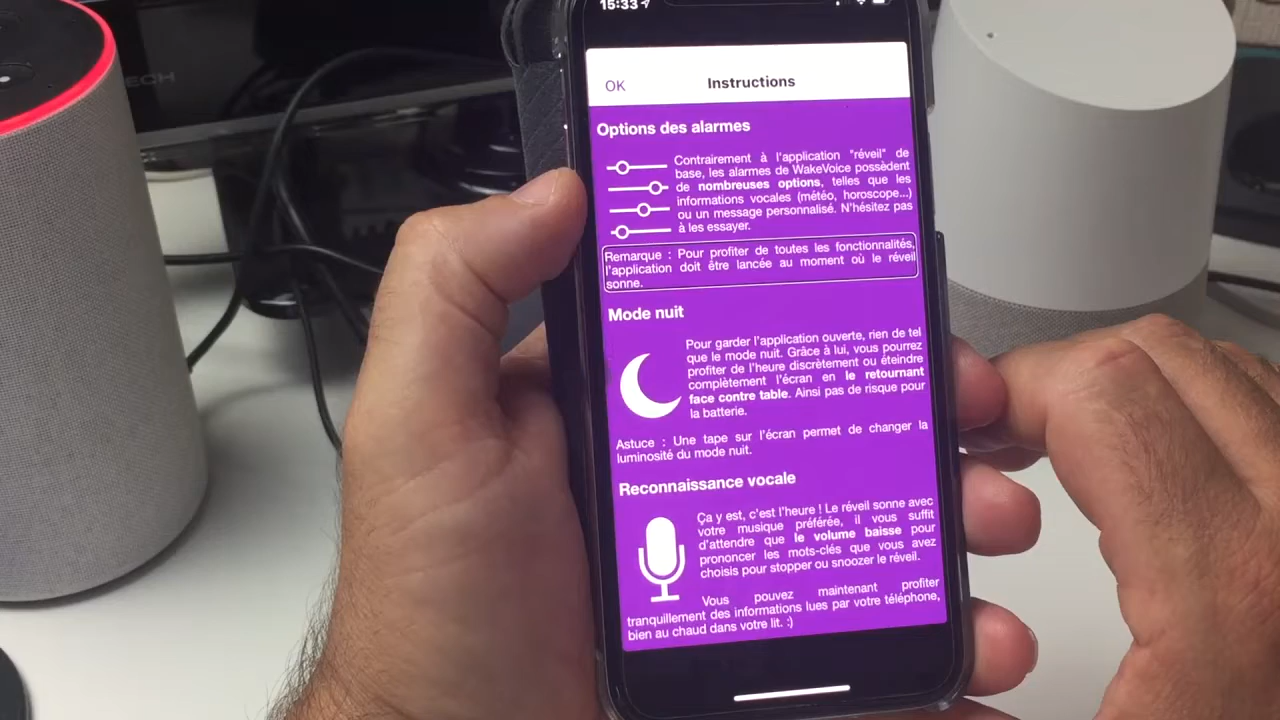 15:33
ECH
OK
Instructions
Options des alarmes
Contrairement à l'application "réveil" de
base, les alarmes de WakeVoice possèdent
de nombreuses options, telles que les
informations vocales (météo, horoscope...)
ou un message personnalisé. N'hésitez pas
à les essayer.
Remarque : Pour profiter de toutes les fonctionnalités,
l'application doit être lancée au moment où le réveil
sonne.
Mode nuit
Pour garder l'application ouverte, rien de tel
que le mode nuit. Grâce à lui, vous pourrez
profiter de l'heure discrètement ou éteindre
complètement l'écran en le retournant
face contre table. Ainsi pas de risque pour
la batterie.
Astuce : Une tape sur l'écran permet de changer la
luminosité du mode nuit.
Reconnaissance vocale
Ça y est, c'est l'heure ! Le réveil sonne avec
votre musique préférée, il vous suffit
d'attendre que le volume baisse pour
prononcer les mots-clés que vous avez
choisis pour stopper ou snoozer le réveil.
Vous pouvez maintenant profiter
tranquillement des informations lues par votre téléphone,
bien au chaud dans votre lit. :)